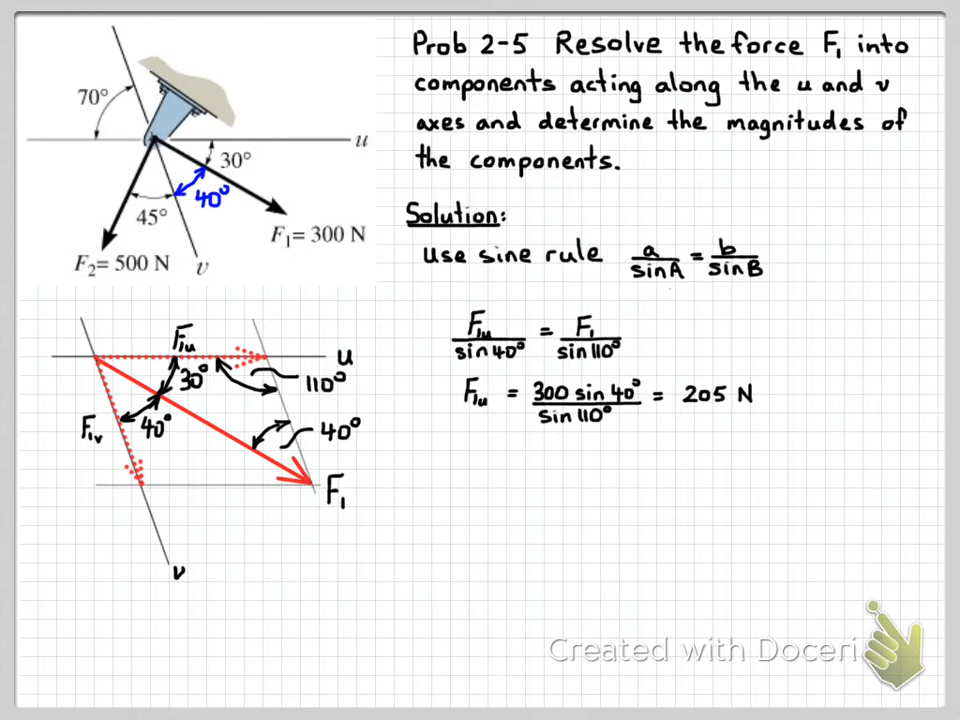 Prob 2-5 Resolve the force F₁ into
components acting along the u and v
axes and determine the magnitudes of
the components.
70°
u
30°
40°
45°
F₁= 300 N
F₂= 500 N
v
Solution:
use sine rule a/sinA = b/sinB
F₁ᵤ/sin 40° = F₁/sin 110°
F₁ᵤ = 300 sin 40°/sin 110° = 205 N
F₁ᵤ
u
30°
110°
F₁ᵥ
40°
40°
F₁
v
Created with Doceri